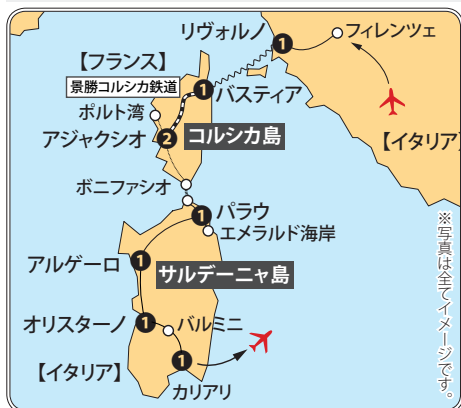 リヴォルノ
1
フィレンツェ
【フランス】
景勝コルシカ鉄道
1
バスティア
ポルト湾
アジャクシオ
2
コルシカ島
【イタリア】
ボニファシオ
1
パラウ
エメラルド海岸
アルゲーロ
1
サルデーニャ島
オリスターノ
1
バルミニ
【イタリア】
1
カリアリ
※写真は全てイメージです。